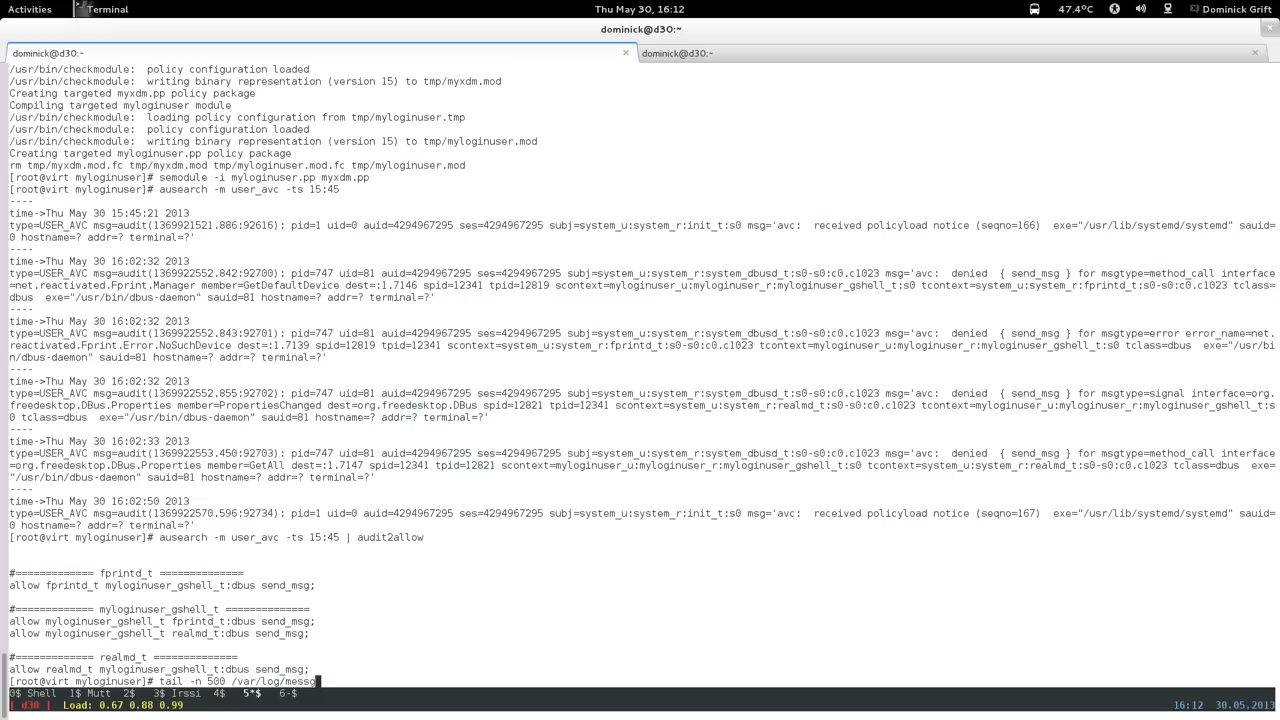 Activities Terminal Thu May 30, 16:12 47.4°C Dominick Grift
dominick@d30:~ ×
dominick@d30:~ × dominick@d30:~ ×
/usr/bin/checkmodule:  policy configuration loaded
/usr/bin/checkmodule:  writing binary representation (version 15) to tmp/myxdm.mod
Creating targeted myxdm.pp policy package
Compiling targeted myloginuser module
/usr/bin/checkmodule:  loading policy configuration from tmp/myloginuser.tmp
/usr/bin/checkmodule:  policy configuration loaded
/usr/bin/checkmodule:  writing binary representation (version 15) to tmp/myloginuser.mod
Creating targeted myloginuser.pp policy package
rm tmp/myxdm.mod.fc tmp/myxdm.mod tmp/myloginuser.mod.fc tmp/myloginuser.mod
[root@virt myloginuser]# semodule -i myloginuser.pp myxdm.pp
[root@virt myloginuser]# ausearch -m user_avc -ts 15:45
----
time->Thu May 30 15:45:21 2013
type=USER_AVC msg=audit(1369921521.886:92616): pid=1 uid=0 auid=4294967295 ses=4294967295 subj=system_u:system_r:init_t:s0 msg='avc:  received policyload notice (seqno=166)  exe="/usr/lib/systemd/systemd" sauid=
0 hostname=? addr=? terminal=?'
----
time->Thu May 30 16:02:32 2013
type=USER_AVC msg=audit(1369922552.842:92700): pid=747 uid=81 auid=4294967295 ses=4294967295 subj=system_u:system_r:system_dbusd_t:s0-s0:c0.c1023 msg='avc:  denied  { send_msg } for msgtype=method_call interface
=net.reactivated.Fprint.Manager member=GetDefaultDevice dest=:1.7146 spid=12341 tpid=12819 scontext=myloginuser_u:myloginuser_r:myloginuser_gshell_t:s0 tcontext=system_u:system_r:fprintd_t:s0-s0:c0.c1023 tclass=
dbus  exe="/usr/bin/dbus-daemon" sauid=81 hostname=? addr=? terminal=?'
----
time->Thu May 30 16:02:32 2013
type=USER_AVC msg=audit(1369922552.843:92701): pid=747 uid=81 auid=4294967295 ses=4294967295 subj=system_u:system_r:system_dbusd_t:s0-s0:c0.c1023 msg='avc:  denied  { send_msg } for msgtype=error error_name=net.
reactivated.Fprint.Error.NoSuchDevice dest=:1.7139 spid=12819 tpid=12341 scontext=system_u:system_r:fprintd_t:s0-s0:c0.c1023 tcontext=myloginuser_u:myloginuser_r:myloginuser_gshell_t:s0 tclass=dbus  exe="/usr/bi
n/dbus-daemon" sauid=81 hostname=? addr=? terminal=?'
----
time->Thu May 30 16:02:32 2013
type=USER_AVC msg=audit(1369922552.855:92702): pid=747 uid=81 auid=4294967295 ses=4294967295 subj=system_u:system_r:system_dbusd_t:s0-s0:c0.c1023 msg='avc:  denied  { send_msg } for msgtype=signal interface=org.
freedesktop.DBus.Properties member=PropertiesChanged dest=org.freedesktop.DBus spid=12821 tpid=12341 scontext=system_u:system_r:realmd_t:s0-s0:c0.c1023 tcontext=myloginuser_u:myloginuser_r:myloginuser_gshell_t:s
0 tclass=dbus  exe="/usr/bin/dbus-daemon" sauid=81 hostname=? addr=? terminal=?'
----
time->Thu May 30 16:02:33 2013
type=USER_AVC msg=audit(1369922553.450:92703): pid=747 uid=81 auid=4294967295 ses=4294967295 subj=system_u:system_r:system_dbusd_t:s0-s0:c0.c1023 msg='avc:  denied  { send_msg } for msgtype=method_call interface
=org.freedesktop.DBus.Properties member=GetAll dest=:1.7147 spid=12341 tpid=12821 scontext=myloginuser_u:myloginuser_r:myloginuser_gshell_t:s0 tcontext=system_u:system_r:realmd_t:s0-s0:c0.c1023 tclass=dbus  exe=
"/usr/bin/dbus-daemon" sauid=81 hostname=? addr=? terminal=?'
----
time->Thu May 30 16:02:50 2013
type=USER_AVC msg=audit(1369922570.596:92734): pid=1 uid=0 auid=4294967295 ses=4294967295 subj=system_u:system_r:init_t:s0 msg='avc:  received policyload notice (seqno=167)  exe="/usr/lib/systemd/systemd" sauid=
0 hostname=? addr=? terminal=?'
[root@virt myloginuser]# ausearch -m user_avc -ts 15:45 | audit2allow
#============= fprintd_t ==============
allow fprintd_t myloginuser_gshell_t:dbus send_msg;
#============= myloginuser_gshell_t ==============
allow myloginuser_gshell_t fprintd_t:dbus send_msg;
allow myloginuser_gshell_t realmd_t:dbus send_msg;
#============= realmd_t ==============
allow realmd_t myloginuser_gshell_t:dbus send_msg;
[root@virt myloginuser]# tail -n 500 /var/log/messg
0$ Shell  1$ Mutt  2$  3$ Irssi  4$  5*$  6-$
[ d30 ]  Load: 0.67 0.88 0.99 16:12  30.05.2013